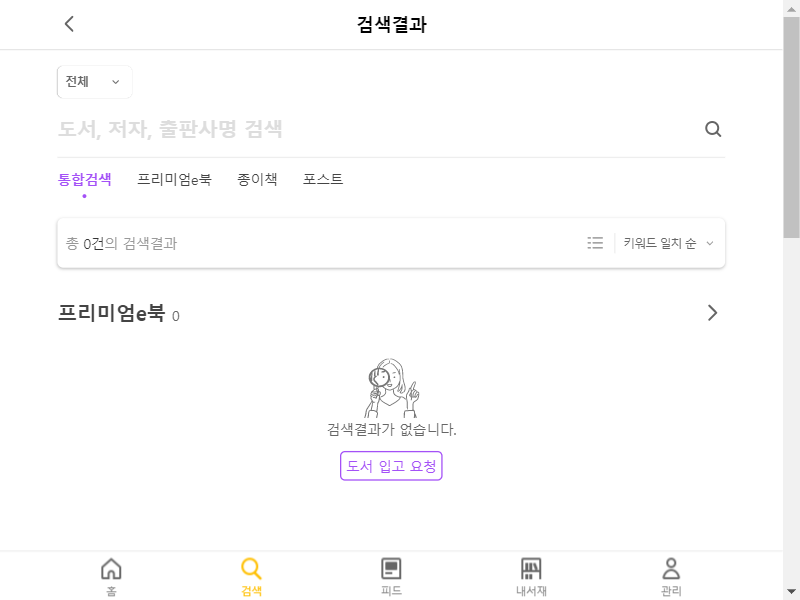 검색결과
전체
도서, 저자, 출판사명 검색
통합검색 프리미엄e북 종이책 포스트
총 0건의 검색결과 키워드 일치 순
프리미엄e북 0
검색결과가 없습니다.
도서 입고 요청
홈 검색 피드 내서재 관리